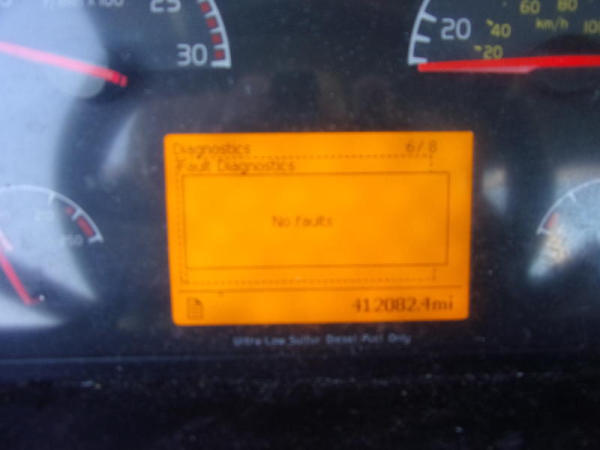 25
30
20
60
80
40
km/h
20
Diagnostics 6/8
Fault Diagnostics
No faults
412082.4mi
Ultra Low Sulfur Diesel Fuel Only